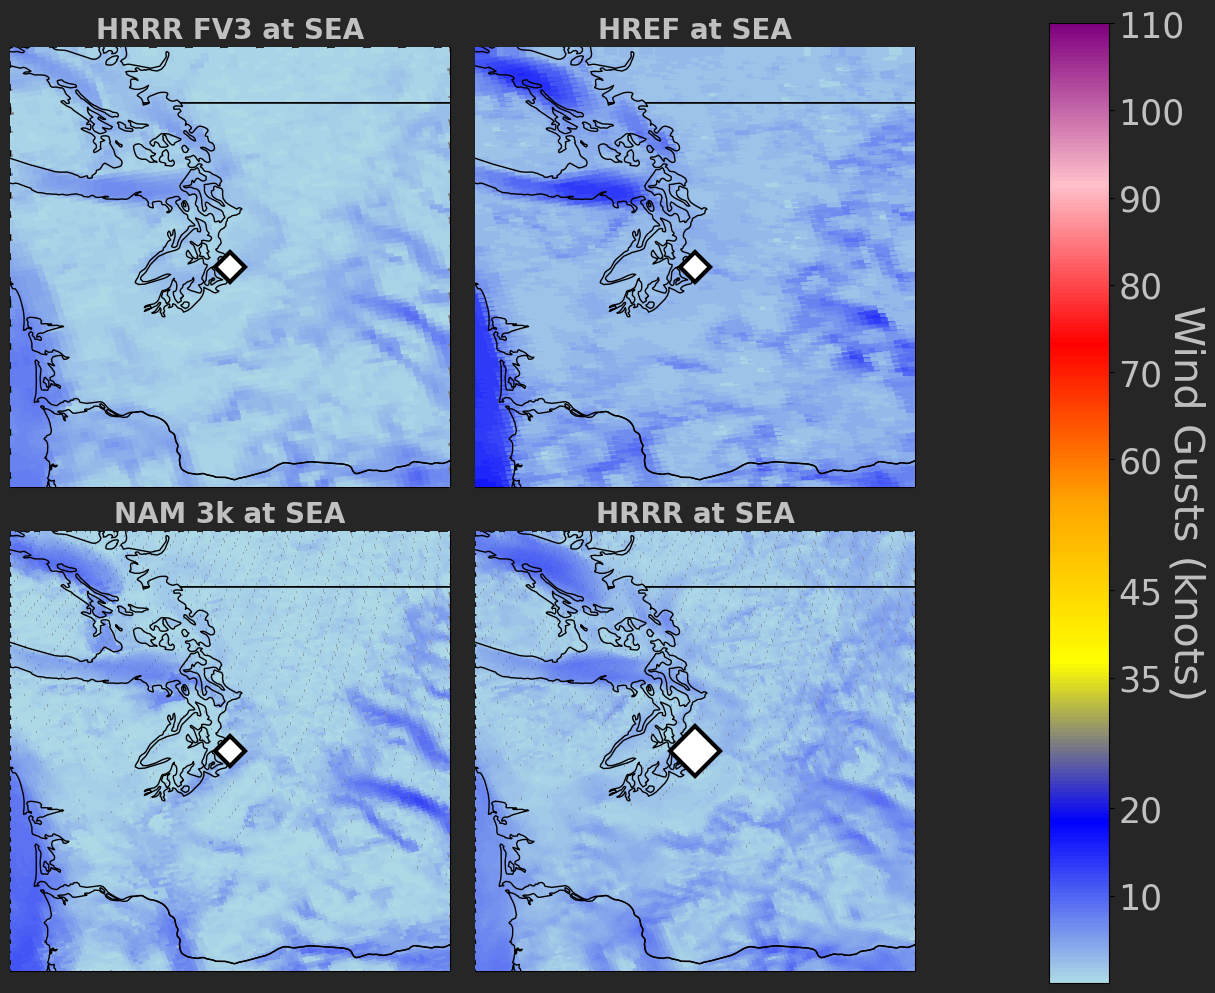 HRRR FV3 at SEA
HREF at SEA
NAM 3k at SEA
HRRR at SEA
110
100
90
80
70
60
45
35
20
10
Wind Gusts (knots)